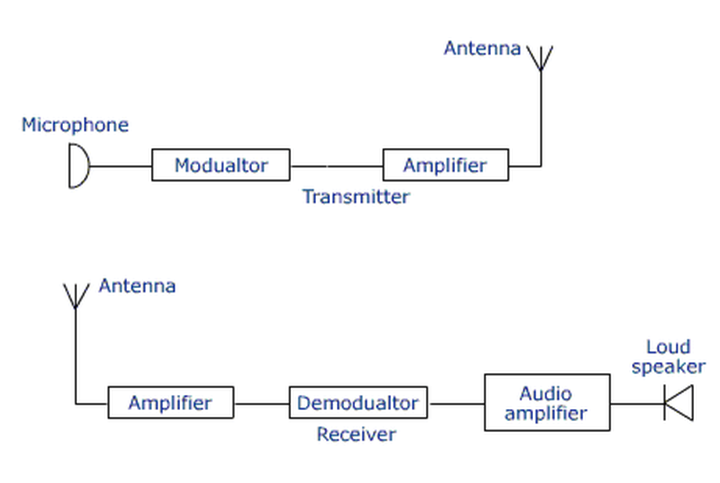 Antenna
Microphone
Modualtor
Amplifier
Transmitter
Antenna
Loud
speaker
Amplifier
Demodualtor
Audio
amplifier
Receiver